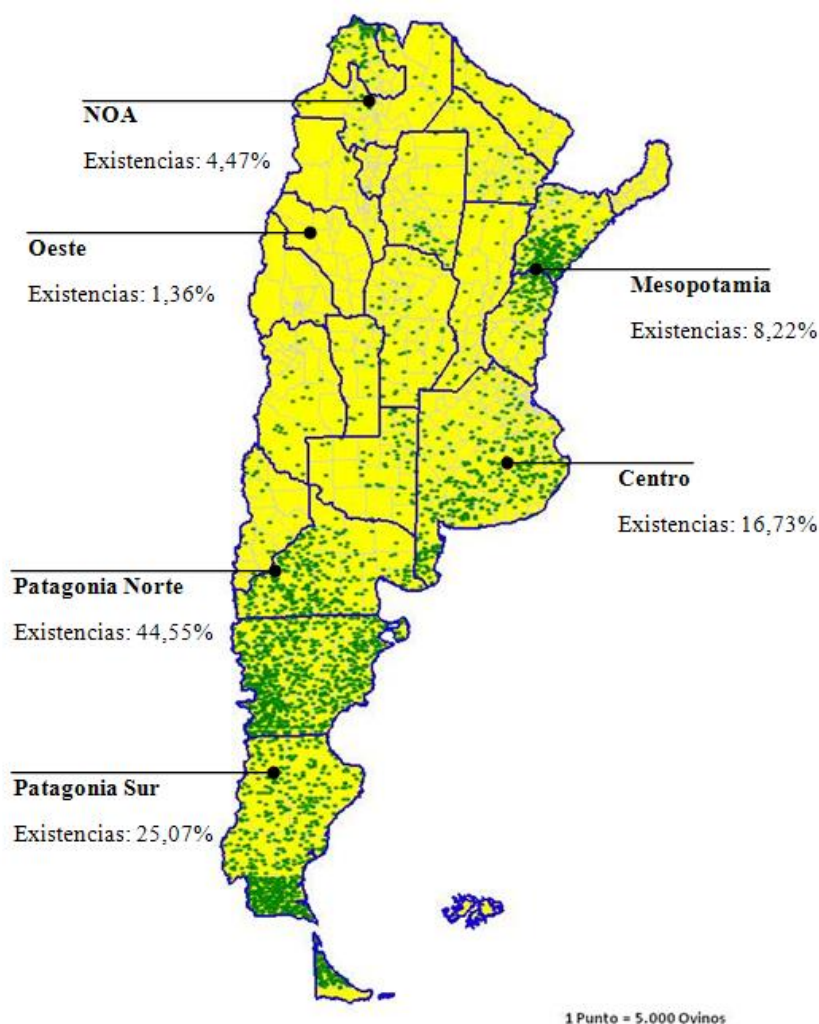 NOA
Existencias: 4,47%
Oeste
Existencias: 1,36%
Mesopotamia
Existencias: 8,22%
Centro
Existencias: 16,73%
Patagonia Norte
Existencias: 44,55%
Patagonia Sur
Existencias: 25,07%
1 Punto = 5.000 Ovinos